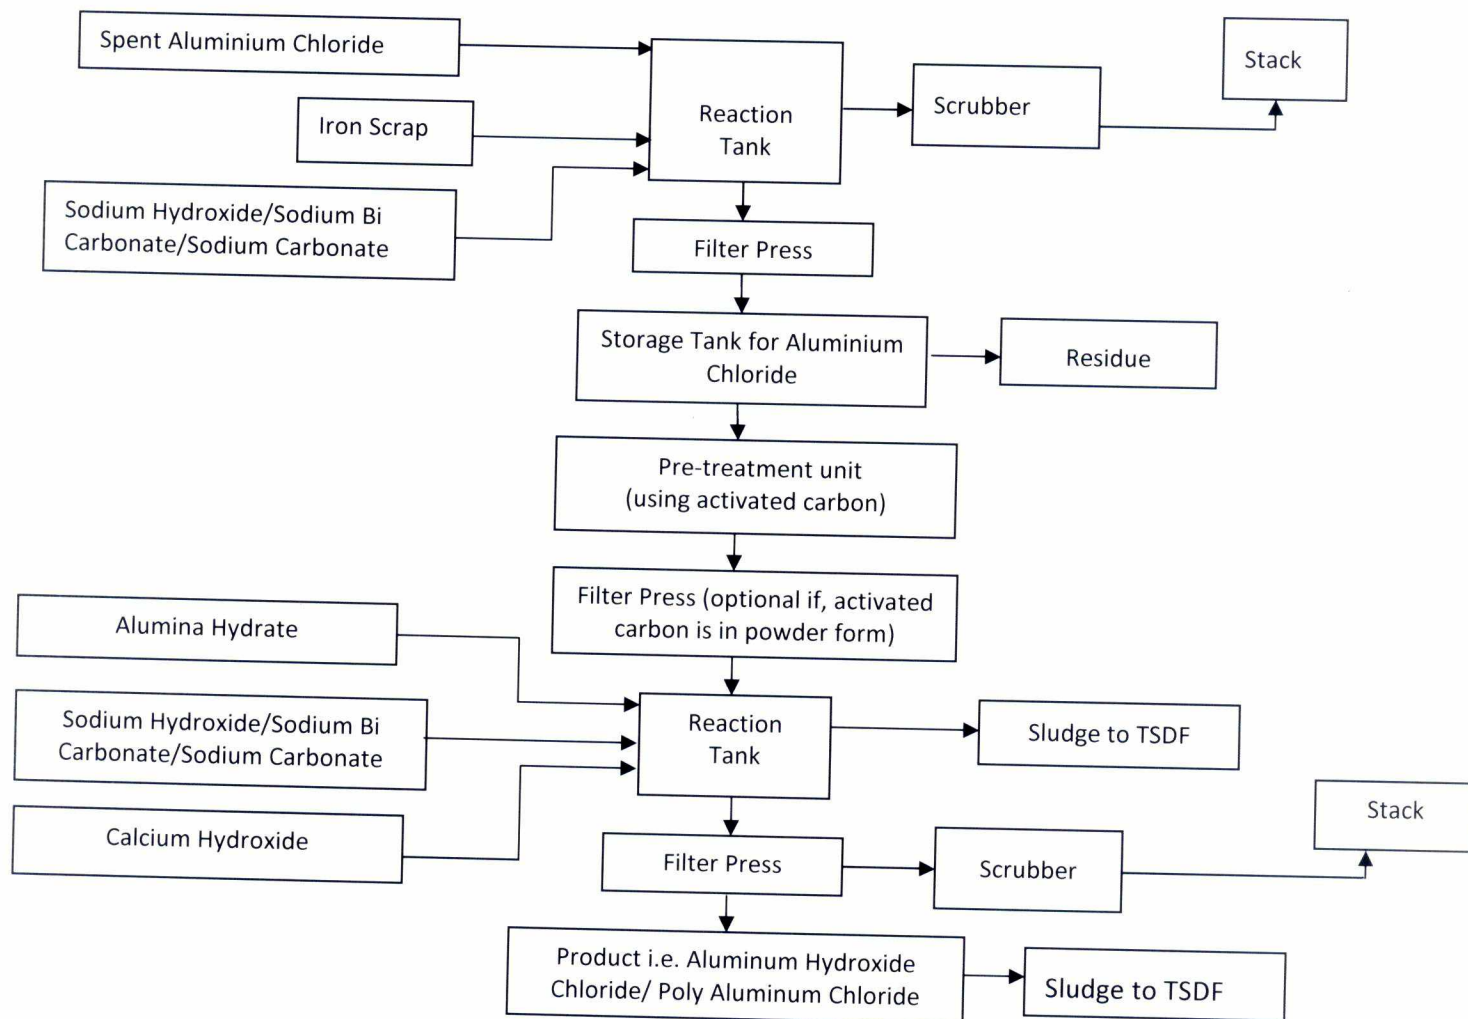 Spent Aluminium Chloride
Stack
Reaction
Tank
Scrubber
Iron Scrap
Sodium Hydroxide/Sodium Bi
Carbonate/Sodium Carbonate
Filter Press
Storage Tank for Aluminium
Chloride
Residue
Pre-treatment unit
(using activated carbon)
Filter Press (optional if, activated
carbon is in powder form)
Alumina Hydrate
Sodium Hydroxide/Sodium Bi
Carbonate/Sodium Carbonate
Reaction
Tank
Sludge to TSDF
Calcium Hydroxide
Stack
Filter Press
Scrubber
Product i.e. Aluminum Hydroxide
Chloride/ Poly Aluminum Chloride
Sludge to TSDF